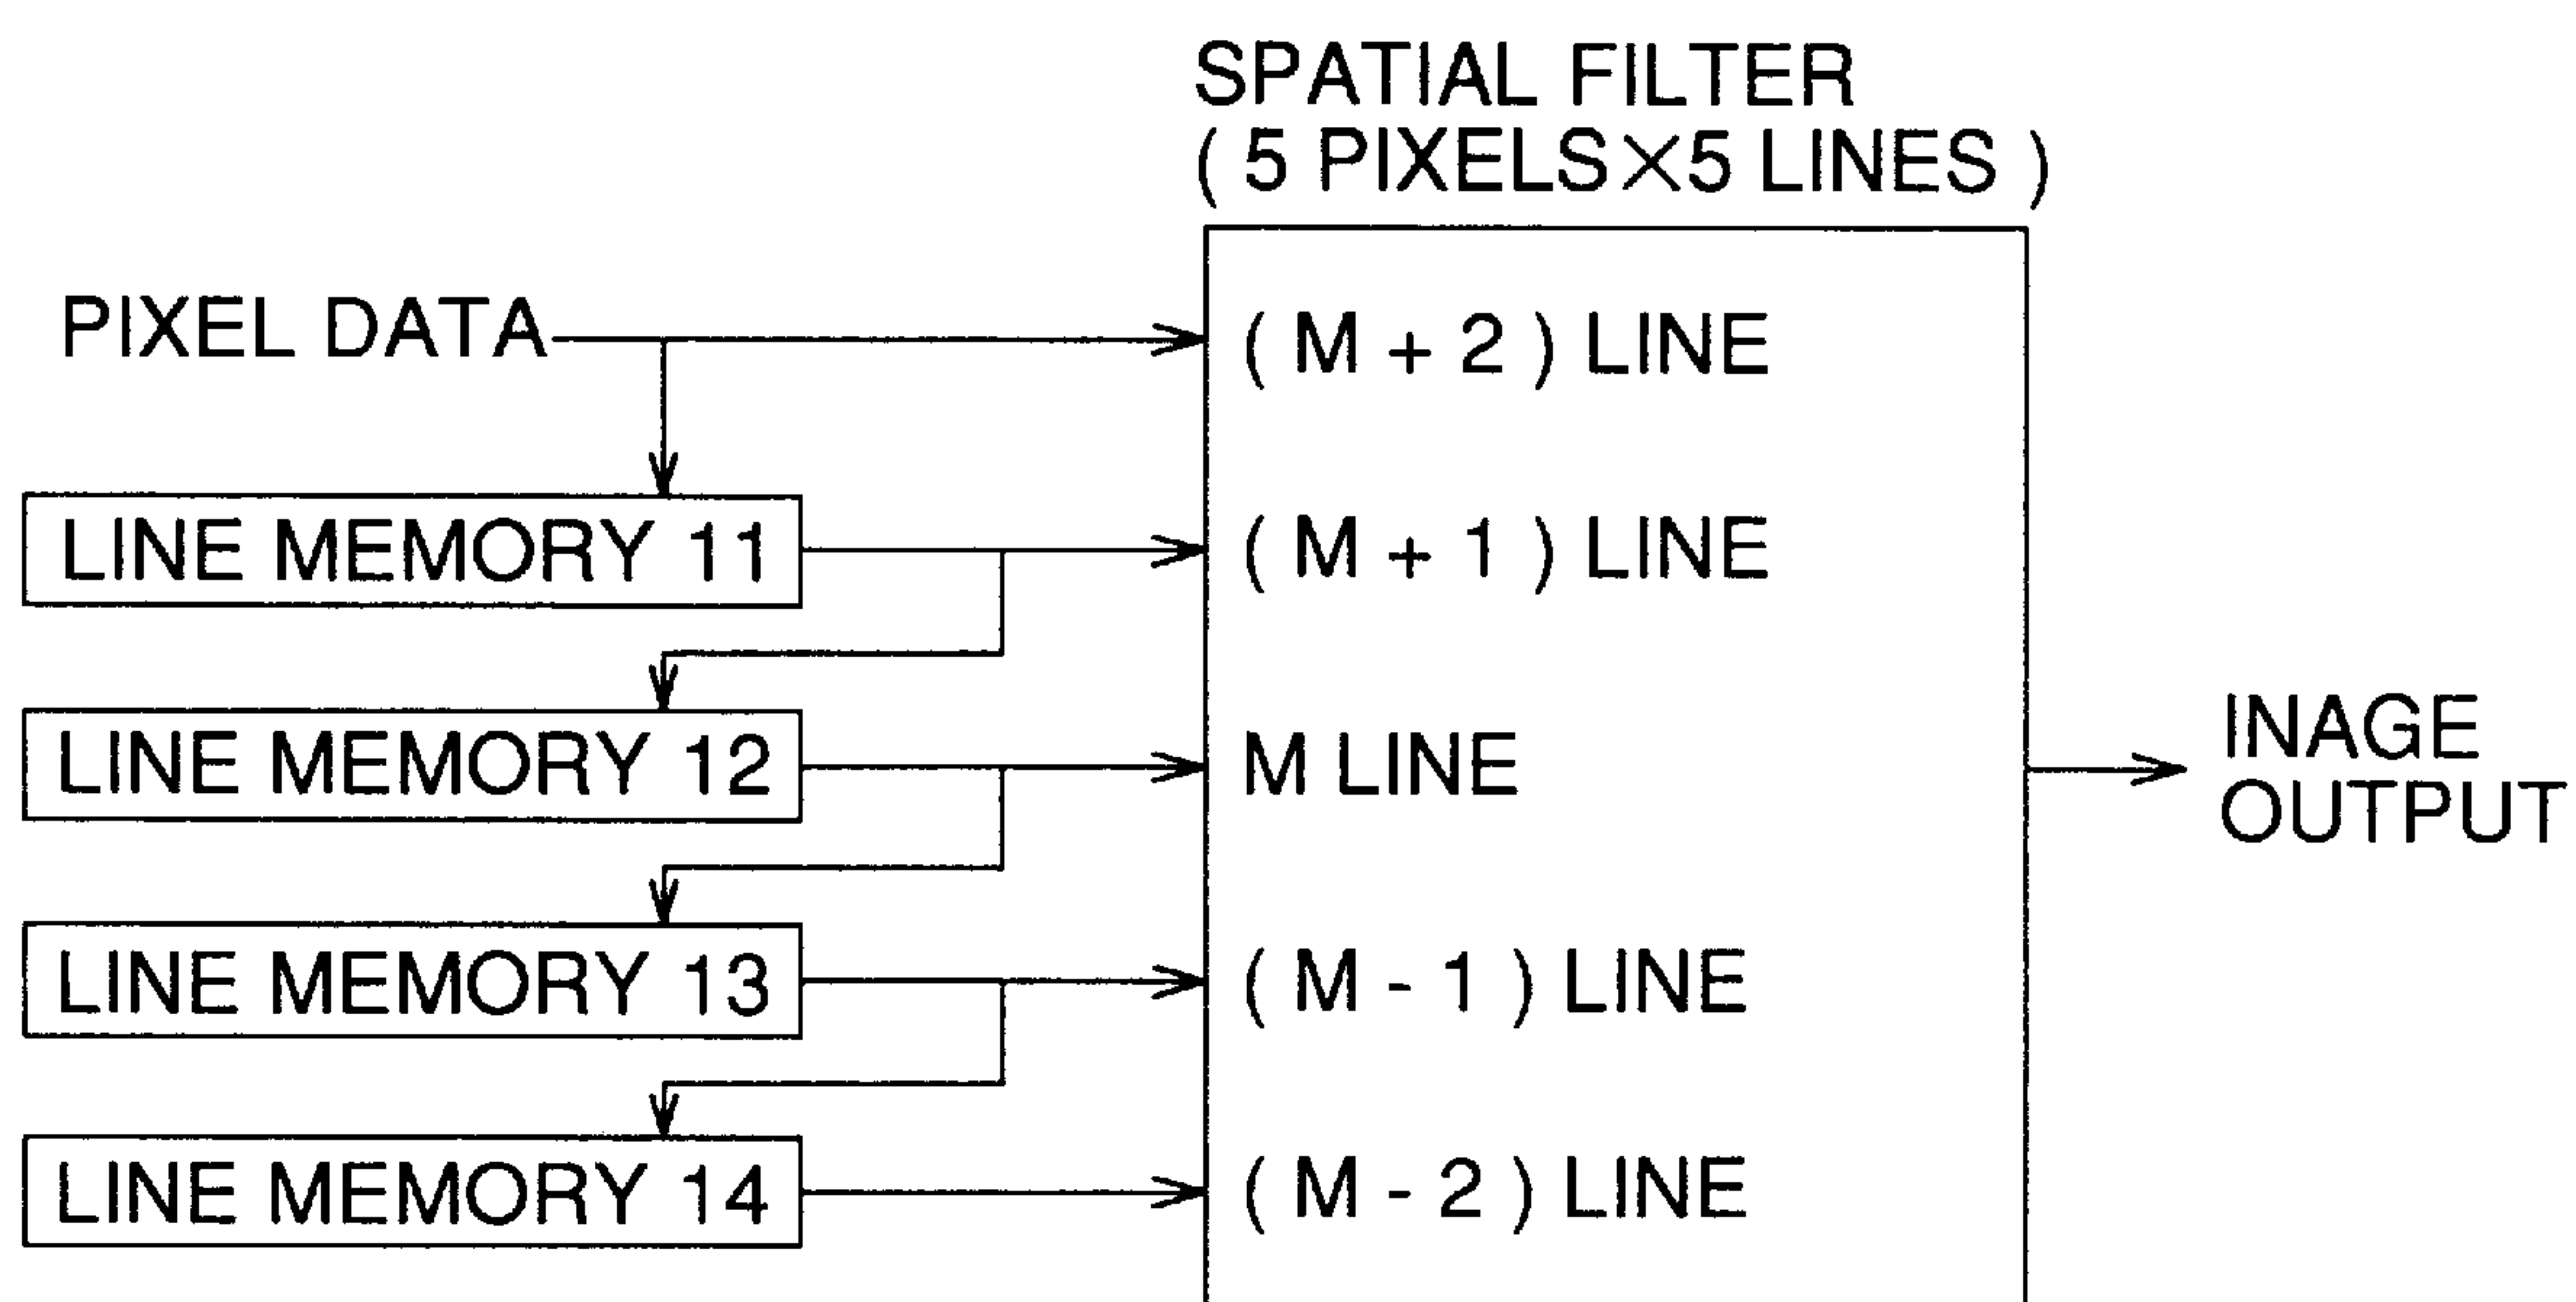 SPATIAL FILTER
( 5 PIXELS×5 LINES )
PIXEL DATA
( M + 2 ) LINE
LINE MEMORY 11
( M + 1 ) LINE
LINE MEMORY 12
M LINE
INAGE
OUTPUT
LINE MEMORY 13
( M - 1 ) LINE
LINE MEMORY 14
( M - 2 ) LINE